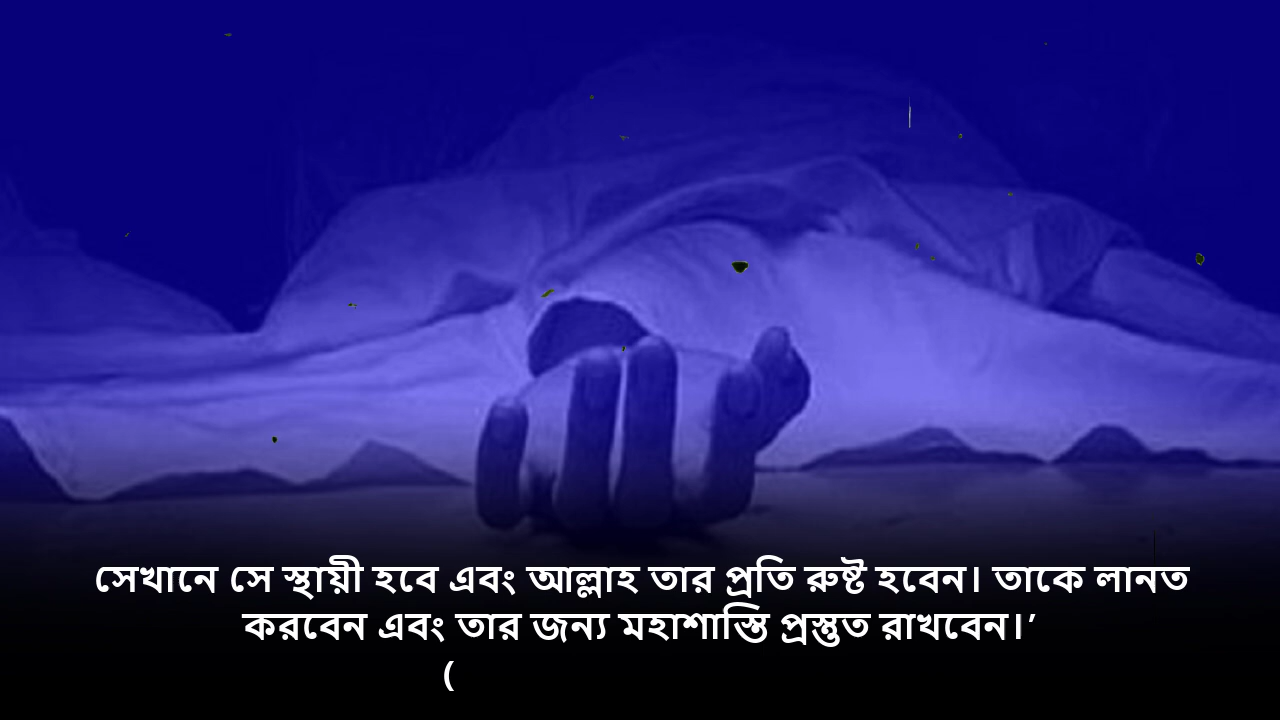 সেখানে সে স্থায়ী হবে এবং আল্লাহ তার প্রতি রুষ্ট হবেন। তাকে লানত
করবেন এবং তার জন্য মহাশাস্তি প্রস্তুত রাখবেন।’
(